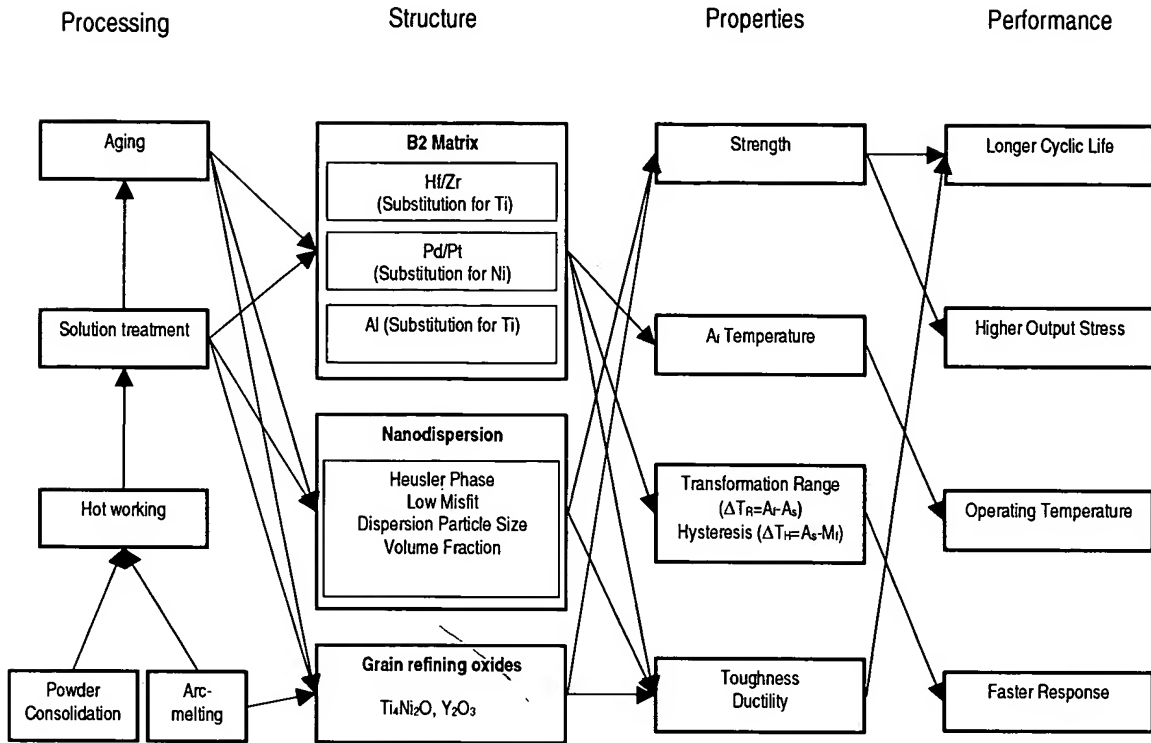 Processing
Structure
Properties
Performance
Aging
Solution treatment
Hot working
Powder
Consolidation
Arc-
melting
B2 Matrix
Hf/Zr
(Substitution for Ti)
Pd/Pt
(Substitution for Ni)
Al (Substitution for Ti)
Nanodispersion
Heusler Phase
Low Misfit
Dispersion Particle Size
Volume Fraction
Grain refining oxides
Ti₄Ni₂O, Y₂O₃
Strength
Af Temperature
Transformation Range
(ΔTR=Af-As)
Hysteresis (ΔTH=As-Mf)
Toughness
Ductility
Longer Cyclic Life
Higher Output Stress
Operating Temperature
Faster Response